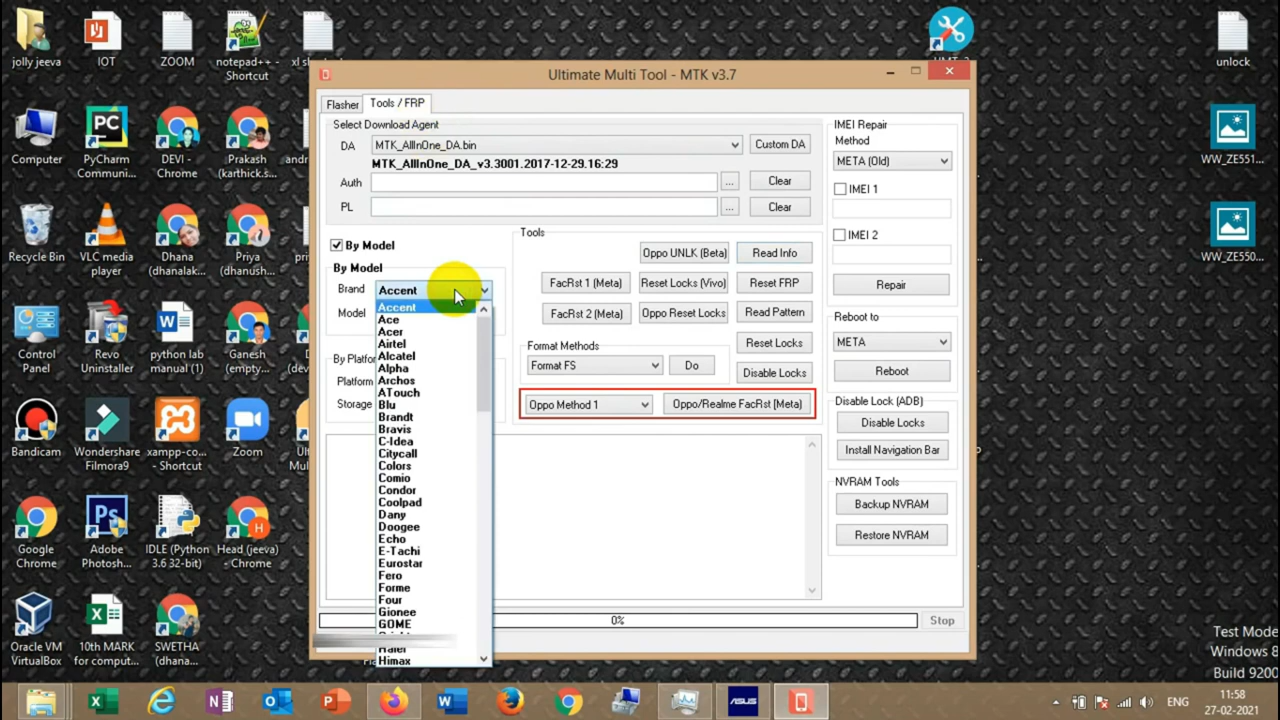 jolly jeeva
IOT
ZOOM
notepad++ -
Shortcut
unlock
Ultimate Multi Tool - MTK v3.7
Flasher
Tools / FRP
Select Download Agent
DA
MTK_AllInOne_DA.bin
Custom DA
MTK_AllInOne_DA_v3.3001.2017-12-29.16:29
Auth
...
Clear
PL
...
Clear
IMEI Repair
Method
META (Old)
IMEI 1
IMEI 2
Repair
Computer
PyCharm
Communi...
DEVI -
Chrome
Prakash
(karthick.s...
WW_ZE551...
By Model
By Model
Brand
Accent
Model
By Platfo
Platform
Storage
Accent
Ace
Acer
Airtel
Alcatel
Alpha
Archos
ATouch
Blu
Brandt
Bravis
C-Idea
Citycall
Colors
Comio
Condor
Coolpad
Dany
Doogee
Echo
E-Tachi
Eurostar
Fero
Forme
Four
Gionee
GOME
Haier
Himax
Tools
Oppo UNLK (Beta)
Read Info
FacRst 1 (Meta)
Reset Locks (Vivo)
Reset FRP
FacRst 2 (Meta)
Oppo Reset Locks
Read Pattern
Reset Locks
Format Methods
Format FS
Do
Disable Locks
Oppo Method 1
Oppo/Realme FacRst [Meta]
Reboot to
META
Reboot
Disable Lock (ADB)
Disable Locks
Install Navigation Bar
NVRAM Tools
Backup NVRAM
Restore NVRAM
0%
Stop
Recycle Bin
VLC media
player
Dhana
(dhanalak...
Priya
(dhanush...
WW_ZE550...
Control
Panel
Revo
Uninstaller
python lab
manual (1)
Ganesh
(empty...
Bandicam
Wondershare
Filmora9
xampp-co...
- Shortcut
Zoom
Google
Chrome
Adobe
Photosh...
IDLE (Python
3.6 32-bit)
Head (jeeva)
- Chrome
Oracle VM
VirtualBox
10th MARK
for comput...
SWETHA
(dhana...
Test Mode
Windows 8
Build 9200
ASUS
ENG
11:58
27-02-2021